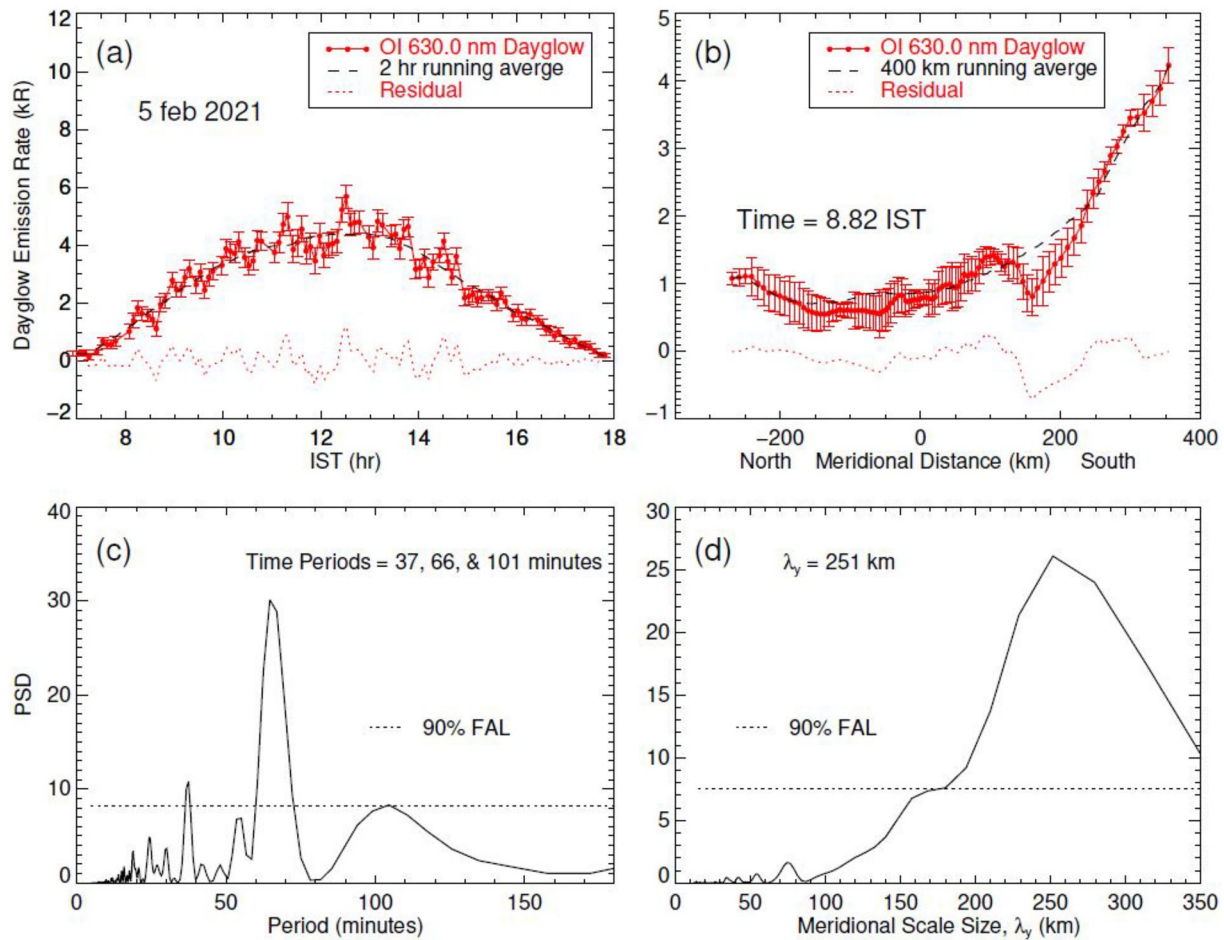 (a)
OI 630.0 nm Dayglow
2 hr running averge
Residual
5 feb 2021
Dayglow Emission Rate (kR)
12
10
8
6
4
2
0
−2
8 10 12 14 16 18
IST (hr)
(b)
OI 630.0 nm Dayglow
400 km running averge
Residual
Time = 8.82 IST
5
4
3
2
1
0
−1
−200 0 200 400
North Meridional Distance (km) South
(c)
Time Periods = 37, 66, & 101 minutes
90% FAL
PSD
40
30
20
10
0
0 50 100 150
Period (minutes)
(d)
λy = 251 km
90% FAL
30
25
20
15
10
5
0
0 50 100 150 200 250 300 350
Meridional Scale Size, λy (km)